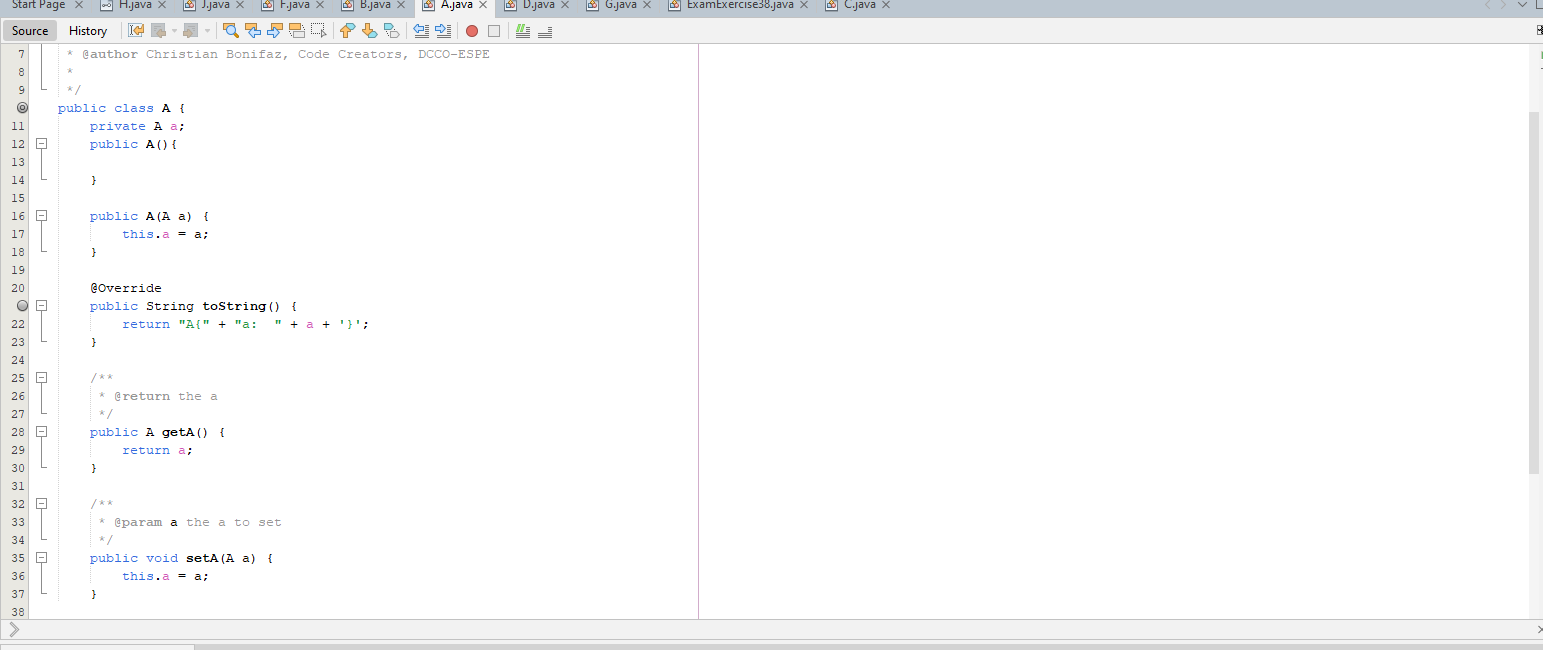 Start Page H.java J.java F.java B.java A.java D.java G.java ExamExercise38.java C.java
Source History
7 * @author Christian Bonifaz, Code Creators, DCCO-ESPE
8 *
9 */
public class A {
11 private A a;
12 public A(){
13
14 }
15
16 public A(A a) {
17 this.a = a;
18 }
19
20 @Override
public String toString() {
22 return "A{" + "a:  " + a + '}';
23 }
24
25 /**
26 * @return the a
27 */
28 public A getA() {
29 return a;
30 }
31
32 /**
33 * @param a the a to set
34 */
35 public void setA(A a) {
36 this.a = a;
37 }
38